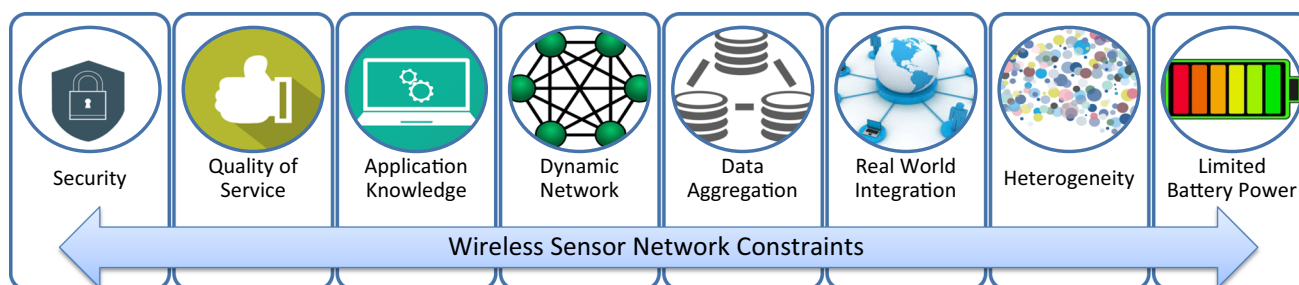 Security
Quality of
Service
Application
Knowledge
Dynamic
Network
Data
Aggregation
Real World
Integration
Heterogeneity
Limited
Battery Power
Wireless Sensor Network Constraints